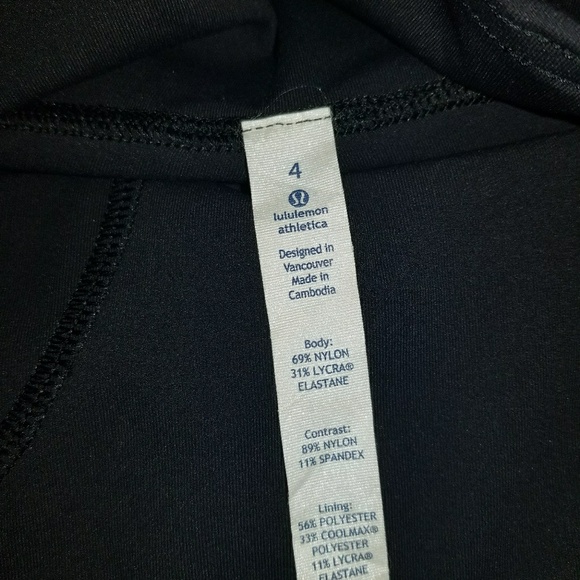 4
lululemon
athletica
Designed in
Vancouver
Made in
Cambodia
Body:
69% NYLON
31% LYCRA®
ELASTANE
Contrast:
89% NYLON
11% SPANDEX
Lining:
56% POLYESTER
33% COOLMAX®
POLYESTER
11% LYCRA®
ELASTANE